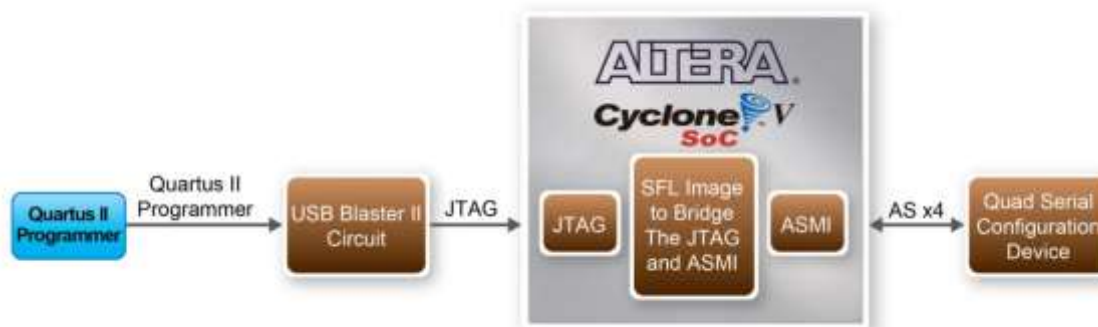 ALTERA.
Cyclone V
SoC
Quartus II
Programmer
Quartus II
Programmer
USB Blaster II
Circuit
JTAG
JTAG
SFL Image
to Bridge
The JTAG
and ASMI
ASMI
AS x4
Quad Serial
Configuration
Device